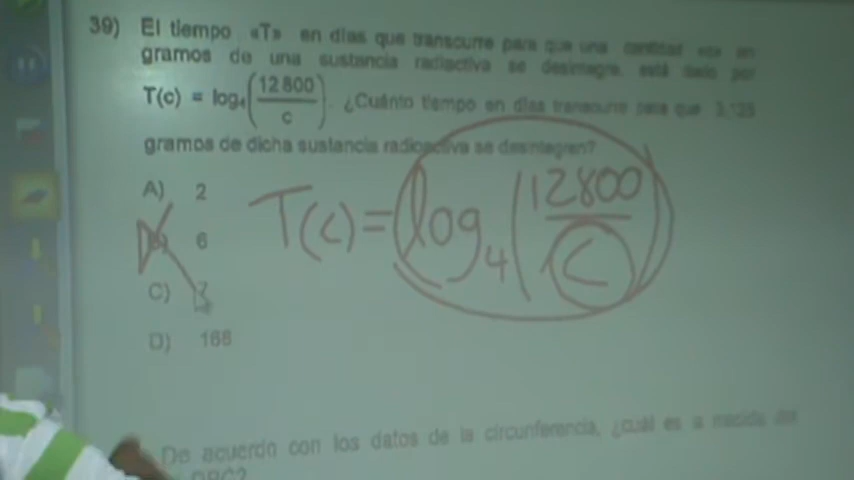 39) El tiempo «T» en días que transcurre para que una cantidad «c» en
gramos de una sustancia radiactiva se desintegre, está dado por
T(c) = log₄(12 800 / c). ¿Cuánto tiempo en días transcurre para que 3,125
gramos de dicha sustancia radioactiva se desintegren?
A) 2
6
C)
D) 168
T(c) = log₄(12800 / c)
De acuerdo con los datos de la circunferencia, ¿cuál es la medida del